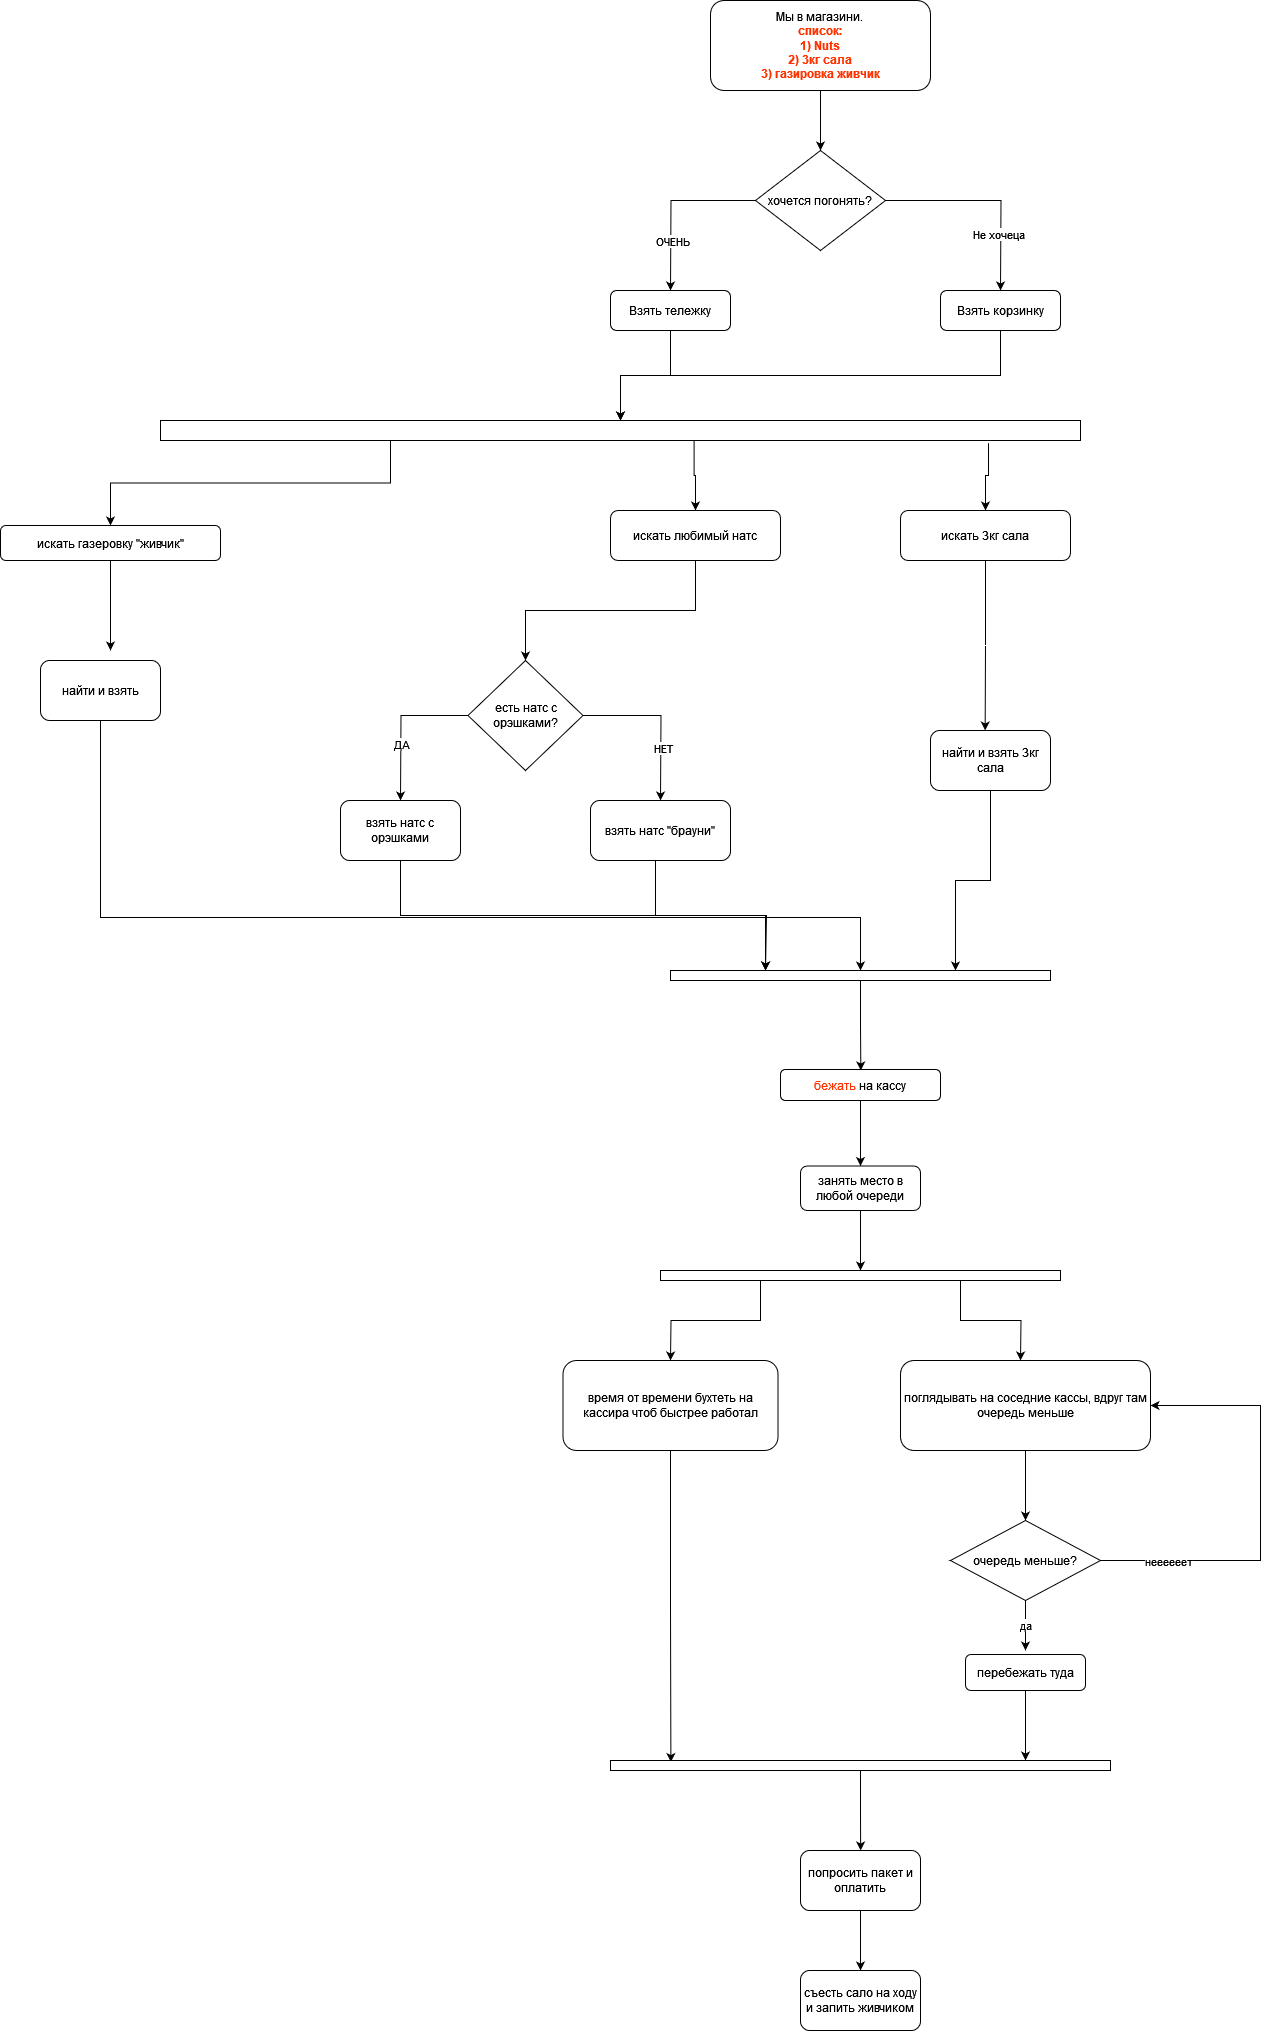 Мы в магазини.
список:
1) Nuts
2) 3кг сала
3) газировка живчик
хочется погонять?
ОЧЕНЬ
Не хочеца
Взять тележку
Взять корзинку
искать газеровку "живчик"
искать любимый натс
искать 3кг сала
найти и взять
есть натс с
орэшками?
ДА
НЕТ
найти и взять 3кг
сала
взять натс с
орэшками
взять натс "брауни"
бежать на кассу
занять место в
любой очереди
время от времени бухтеть на
кассира чтоб быстрее работал
поглядывать на соседние кассы, вдруг там
очередь меньше
очередь меньше?
неееееет
да
перебежать туда
попросить пакет и
оплатить
съесть сало на ходу
и запить живчиком